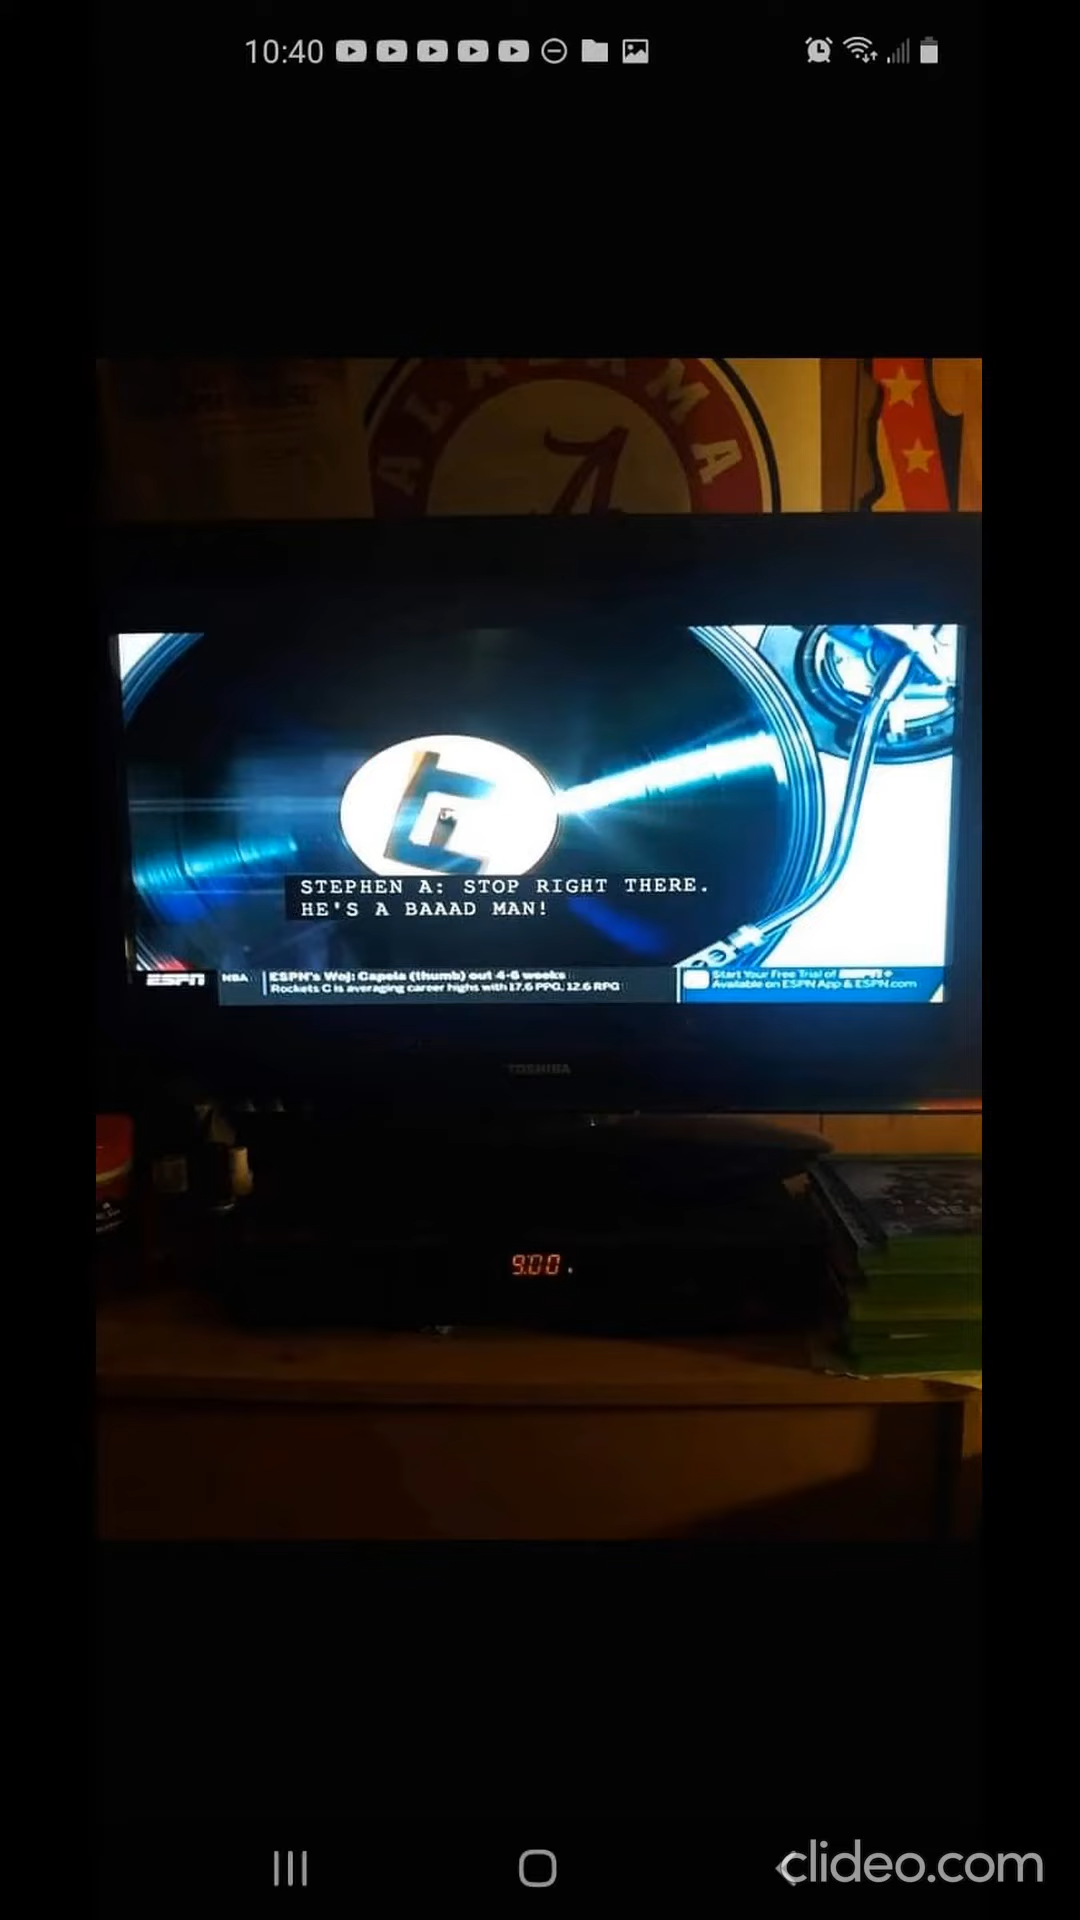 10:40
ALABAMA
A
E
STEPHEN A: STOP RIGHT THERE.
HE'S A BAAAD MAN!
ESPN
NBA
ESPN's Woj: Capela (thumb) out 4-6 weeks
Rockets C is averaging career highs with 17.6 PPG, 12.6 RPG
Start Your Free Trial of ESPN+
Available on ESPN App & ESPN.com
TOSHIBA
9:00
clideo.com